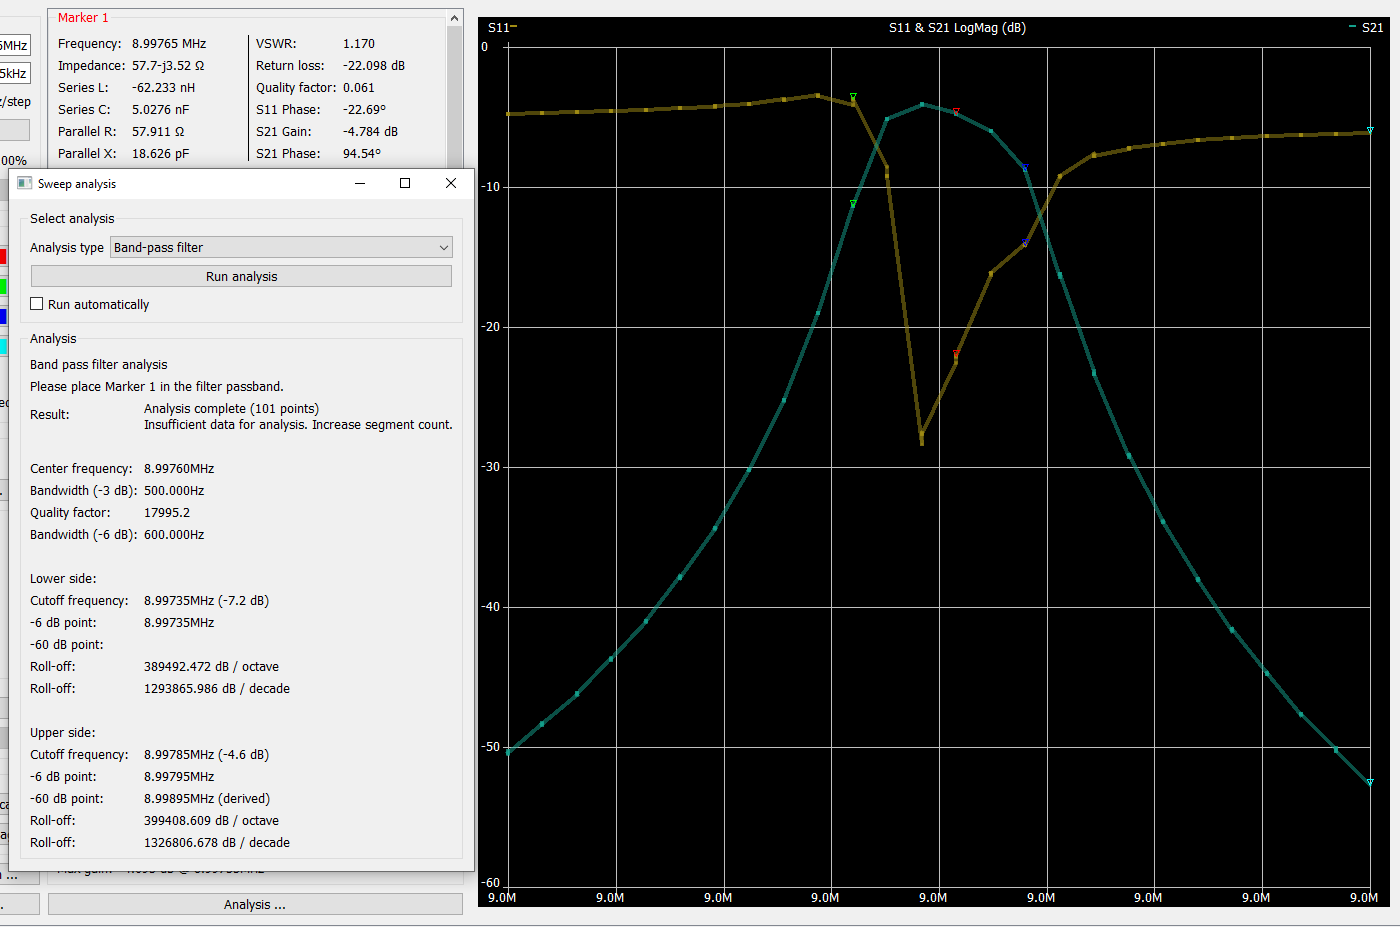 Marker 1
Frequency: 8.99765 MHz
Impedance: 57.7-j3.52 Ω
Series L: -62.233 nH
Series C: 5.0276 nF
Parallel R: 57.911 Ω
Parallel X: 18.626 pF
VSWR: 1.170
Return loss: -22.098 dB
Quality factor: 0.061
S11 Phase: -22.69°
S21 Gain: -4.784 dB
S21 Phase: 94.54°
5MHz
5kHz
z/step
00%
Sweep analysis
Select analysis
Analysis type Band-pass filter
Run analysis
Run automatically
Analysis
Band pass filter analysis
Please place Marker 1 in the filter passband.
Result: Analysis complete (101 points)
Insufficient data for analysis. Increase segment count.
Center frequency: 8.99760MHz
Bandwidth (-3 dB): 500.000Hz
Quality factor: 17995.2
Bandwidth (-6 dB): 600.000Hz
Lower side:
Cutoff frequency: 8.99735MHz (-7.2 dB)
-6 dB point: 8.99735MHz
-60 dB point:
Roll-off: 389492.472 dB / octave
Roll-off: 1293865.986 dB / decade
Upper side:
Cutoff frequency: 8.99785MHz (-4.6 dB)
-6 dB point: 8.99795MHz
-60 dB point: 8.99895MHz (derived)
Roll-off: 399408.609 dB / octave
Roll-off: 1326806.678 dB / decade
Analysis ...
S11
S11 & S21 LogMag (dB)
S21
0
-10
-20
-30
-40
-50
-60
9.0M 9.0M 9.0M 9.0M 9.0M 9.0M 9.0M 9.0M 9.0M